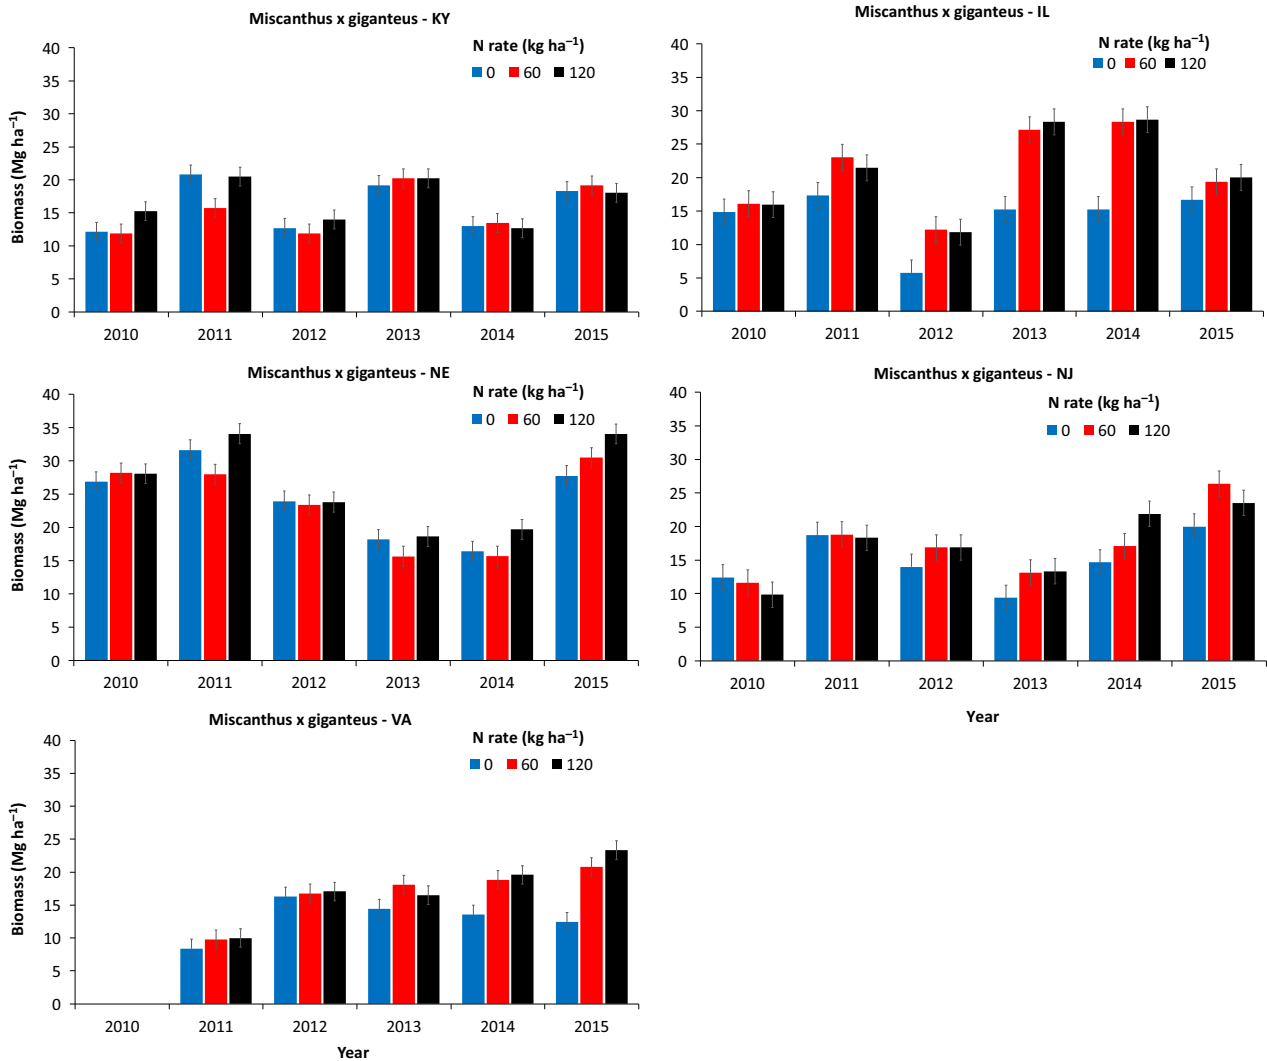 Miscanthus x giganteus - KY
N rate (kg ha⁻¹)
0 60 120
Biomass (Mg ha⁻¹)
40
35
30
25
20
15
10
5
0
2010 2011 2012 2013 2014 2015
Miscanthus x giganteus - IL
N rate (kg ha⁻¹)
0 60 120
40
35
30
25
20
15
10
5
0
2010 2011 2012 2013 2014 2015
Miscanthus x giganteus - NE
N rate (kg ha⁻¹)
0 60 120
Biomass (Mg ha⁻¹)
40
35
30
25
20
15
10
5
0
2010 2011 2012 2013 2014 2015
Miscanthus x giganteus - NJ
N rate (kg ha⁻¹)
0 60 120
40
35
30
25
20
15
10
5
0
2010 2011 2012 2013 2014 2015
Year
Miscanthus x giganteus - VA
N rate (kg ha⁻¹)
0 60 120
Biomass (Mg ha⁻¹)
40
35
30
25
20
15
10
5
0
2010 2011 2012 2013 2014 2015
Year